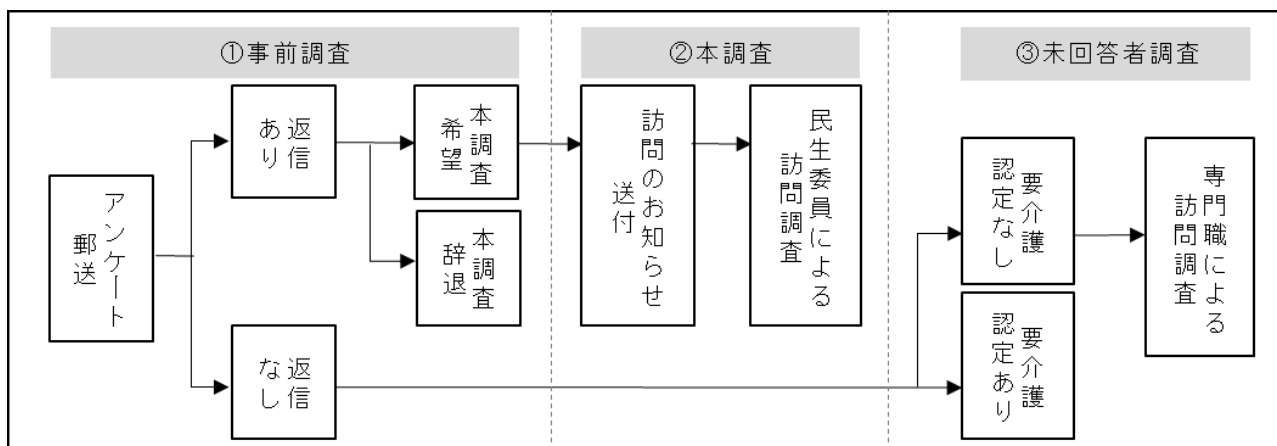 ①事前調査
②本調査
③未回答者調査
アンケート
郵送
返信
あり
返信
なし
本調査
希望
本調査
辞退
訪問のお知らせ
送付
民生委員による
訪問調査
要介護
認定なし
要介護
認定あり
専門職による
訪問調査